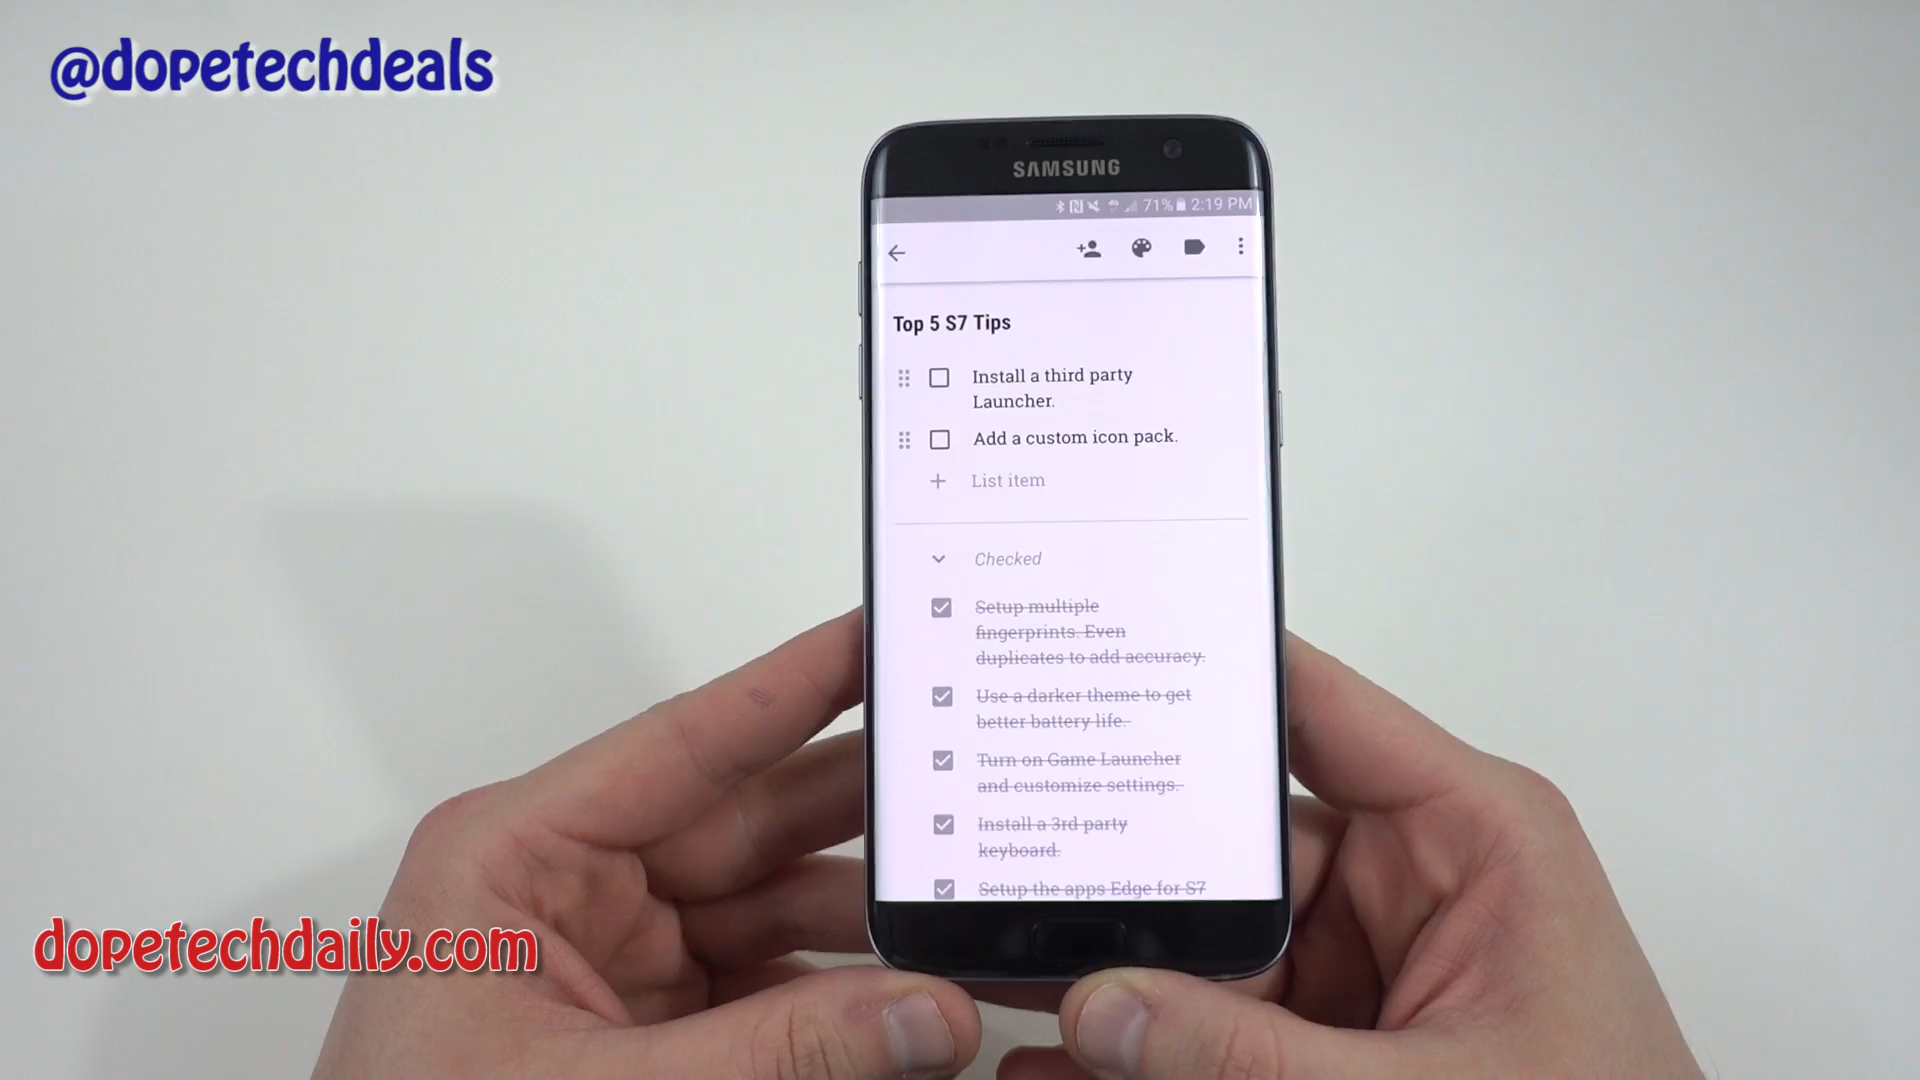 @dopetechdeals
SAMSUNG
71% 2:19 PM
Top 5 S7 Tips
Install a third party
Launcher.
Add a custom icon pack.
List item
Checked
Setup multiple
fingerprints. Even
duplicates to add accuracy.
Use a darker theme to get
better battery life.
Turn on Game Launcher
and customize settings.
Install a 3rd party
keyboard.
Setup the apps Edge for S7
dopetechdaily.com